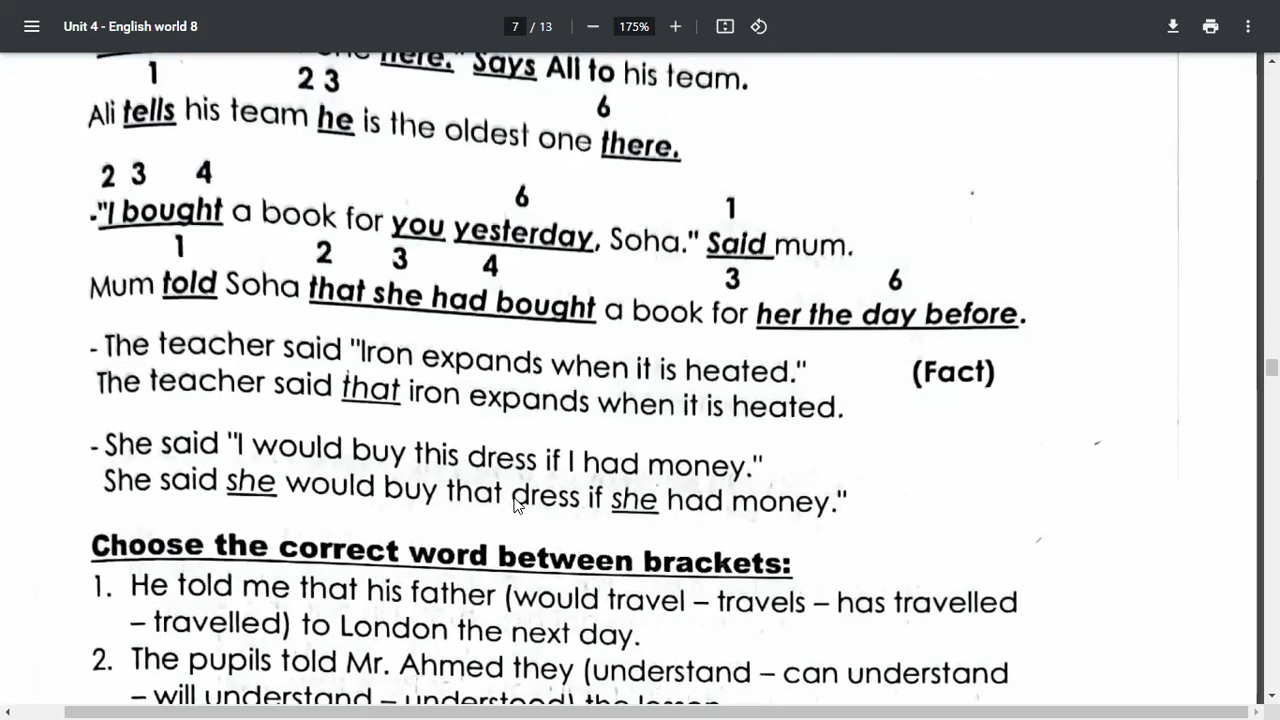 Unit 4 - English world 8
7 / 13
175%
here." Says Ali to his team.
1 2 3
Ali tells his team he is the oldest one there.
6
2 3 4 6 1
-"I bought a book for you yesterday, Soha." Said mum.
1 2 3 4 3 6
Mum told Soha that she had bought a book for her the day before.
- The teacher said "Iron expands when it is heated." (Fact)
The teacher said that iron expands when it is heated.
- She said "I would buy this dress if I had money."
She said she would buy that dress if she had money."
Choose the correct word between brackets:
1. He told me that his father (would travel – travels – has travelled
– travelled) to London the next day.
2. The pupils told Mr. Ahmed they (understand – can understand
– will understand – understood) the lesson